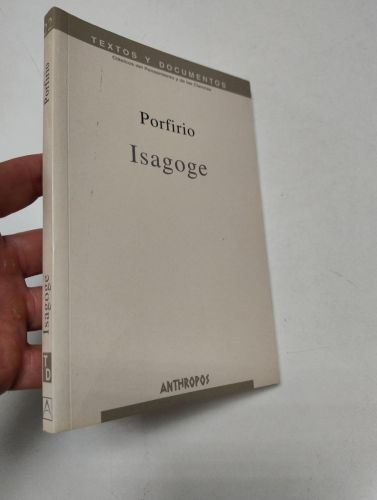 TEXTOS Y DOCUMENTOS
Clásicos del Pensamiento y de las Ciencias
Porfirio
Isagoge
ANTHROPOS
Porfirio
Isagoge
T
D
A